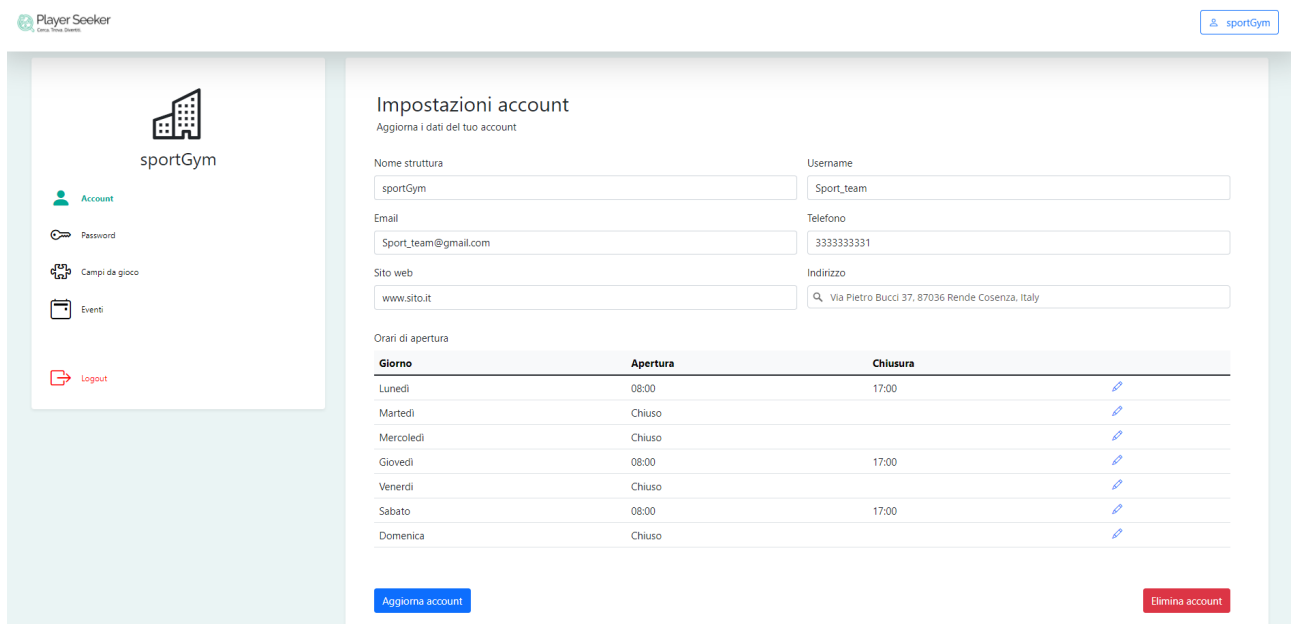 Player Seeker
Cerca. Trova. Divertiti.
sportGym
sportGym
Account
Password
Campi da gioco
Eventi
Logout
Impostazioni account
Aggiorna i dati del tuo account
Nome struttura Username
sportGym Sport_team
Email Telefono
Sport_team@gmail.com 3333333331
Sito web Indirizzo
www.sito.it Via Pietro Bucci 37, 87036 Rende Cosenza, Italy
Orari di apertura
Giorno Apertura Chiusura
Lunedì 08:00 17:00
Martedì Chiuso
Mercoledì Chiuso
Giovedì 08:00 17:00
Venerdì Chiuso
Sabato 08:00 17:00
Domenica Chiuso
Aggiorna account Elimina account